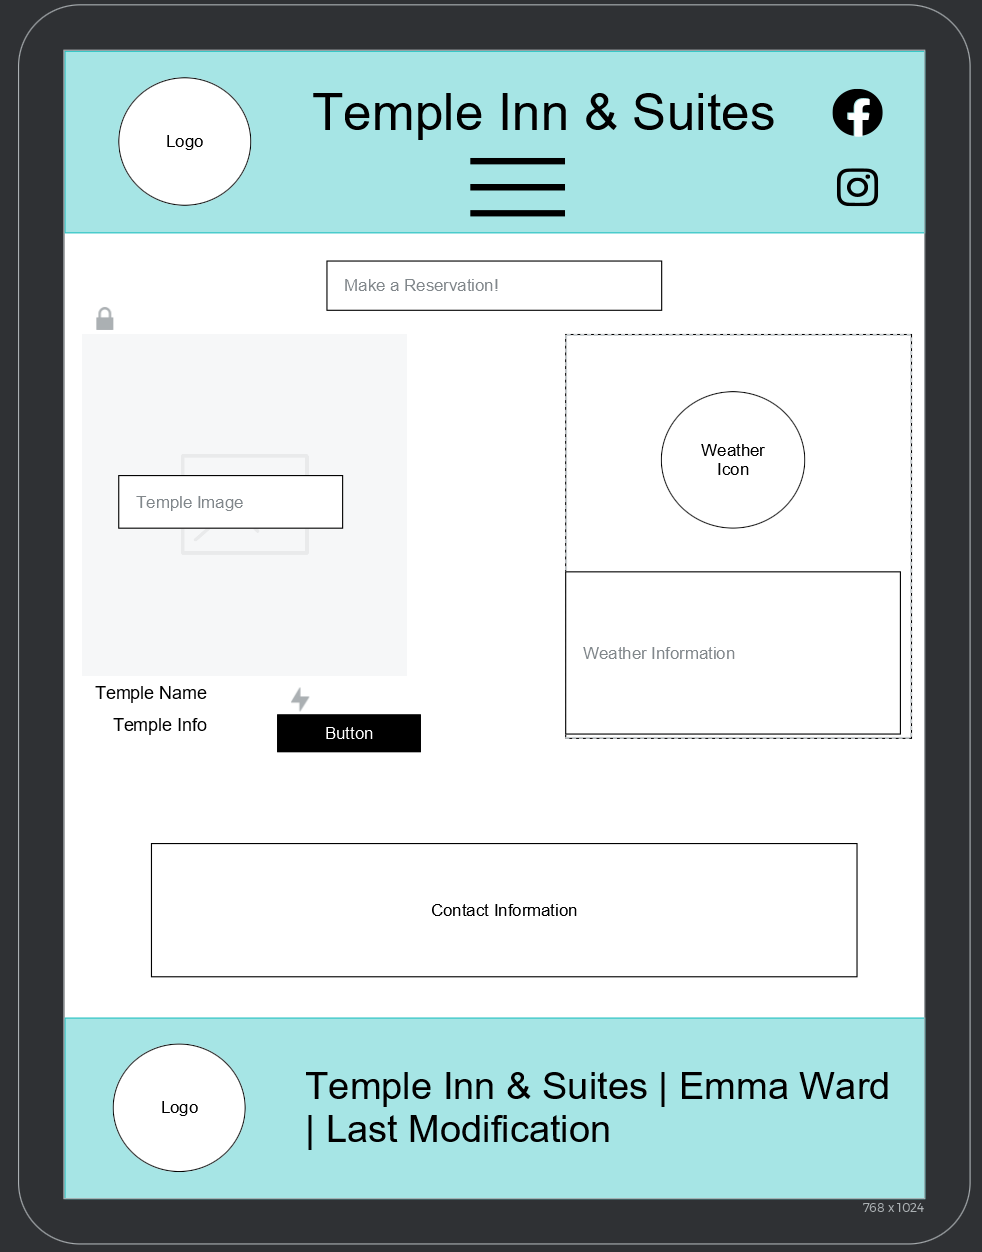 Logo
Temple Inn & Suites
Make a Reservation!
Temple Image
Weather
Icon
Weather Information
Temple Name
Temple Info
Button
Contact Information
Logo
Temple Inn & Suites | Emma Ward
| Last Modification
768 x 1024